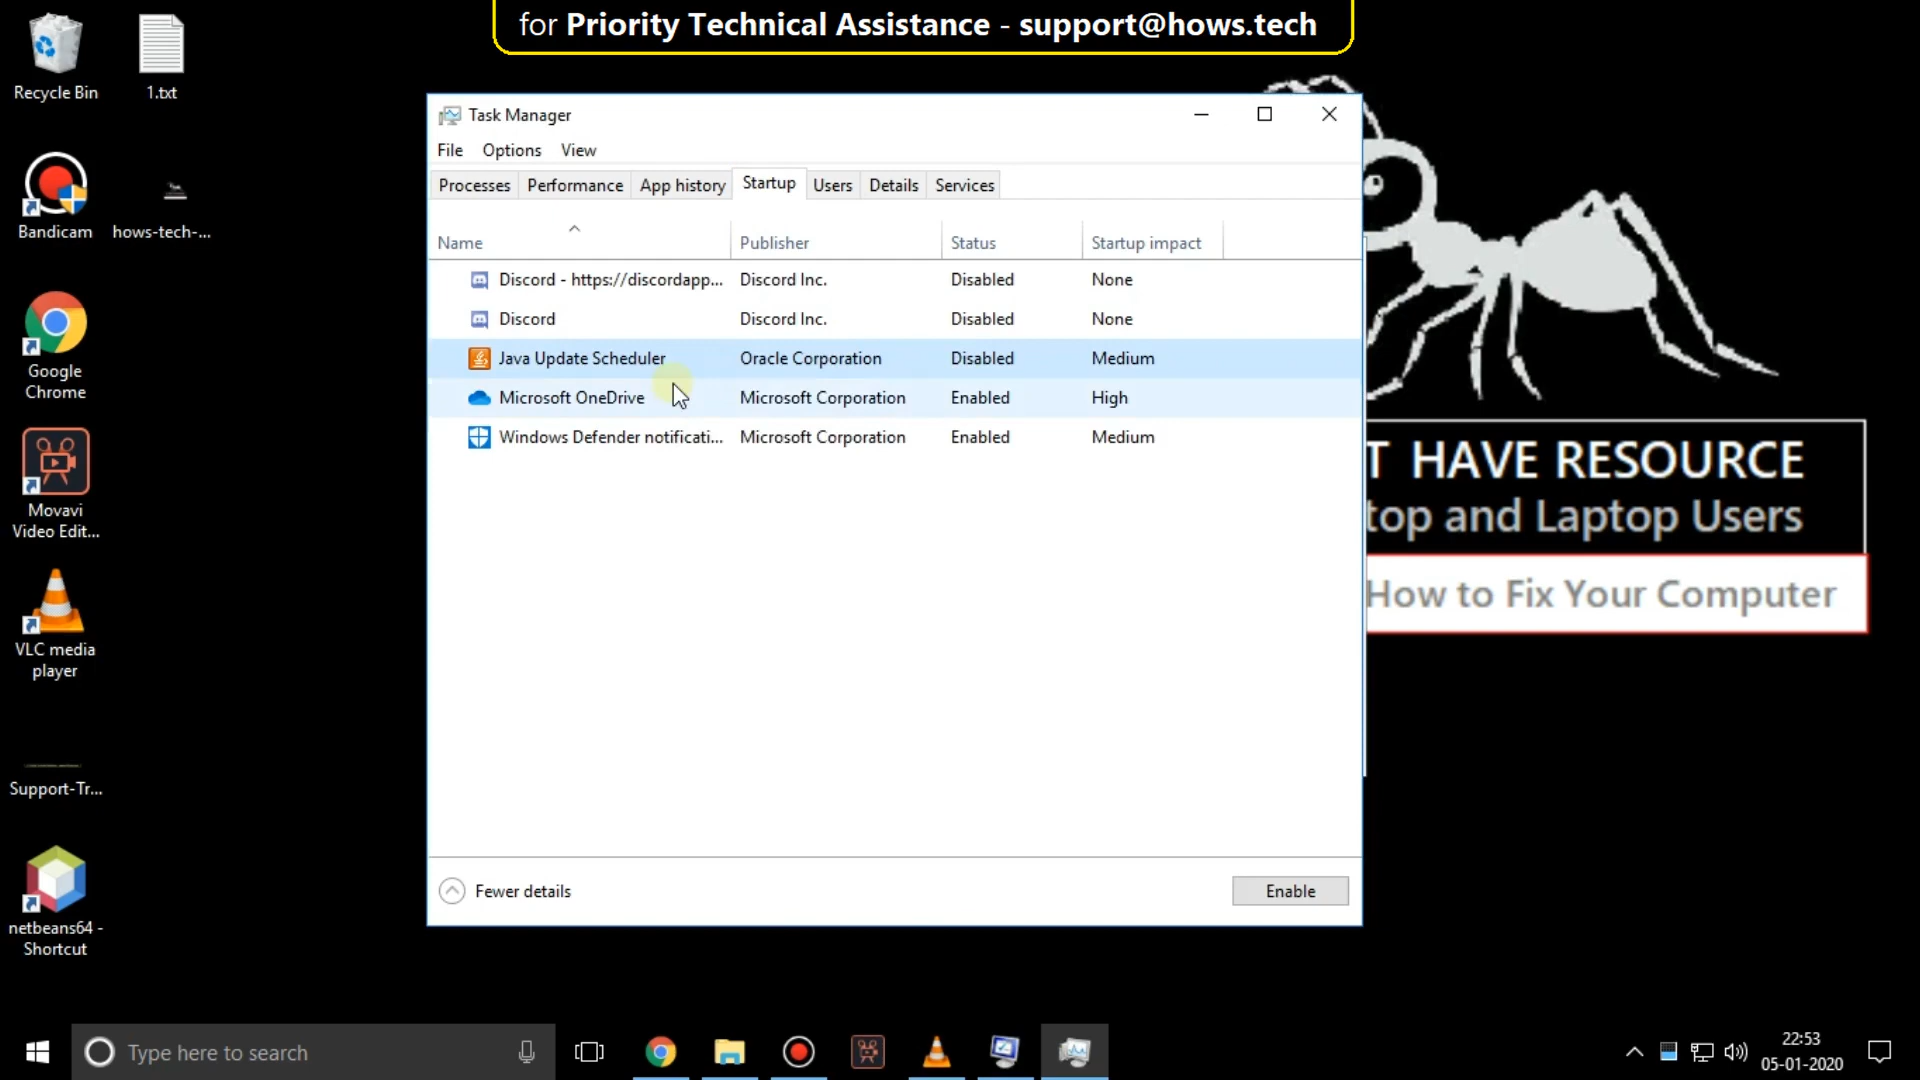 for Priority Technical Assistance - support@hows.tech
Recycle Bin
1.txt
Bandicam
hows-tech-...
Google
Chrome
Movavi
Video Edit...
VLC media
player
Support-Tr...
netbeans64 -
Shortcut
Task Manager
File Options View
Processes Performance App history Startup Users Details Services
Name Publisher Status Startup impact
Discord - https://discordapp... Discord Inc. Disabled None
Discord Discord Inc. Disabled None
Java Update Scheduler Oracle Corporation Disabled Medium
Microsoft OneDrive Microsoft Corporation Enabled High
Windows Defender notificati... Microsoft Corporation Enabled Medium
Fewer details
Enable
T HAVE RESOURCE
top and Laptop Users
How to Fix Your Computer
Type here to search
22:53
05-01-2020